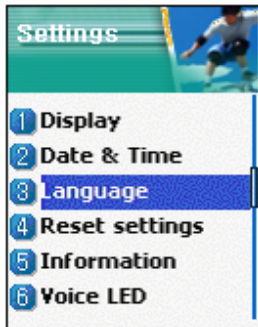 Settings
1 Display
2 Date & Time
3 Language
4 Reset settings
5 Information
6 Voice LED